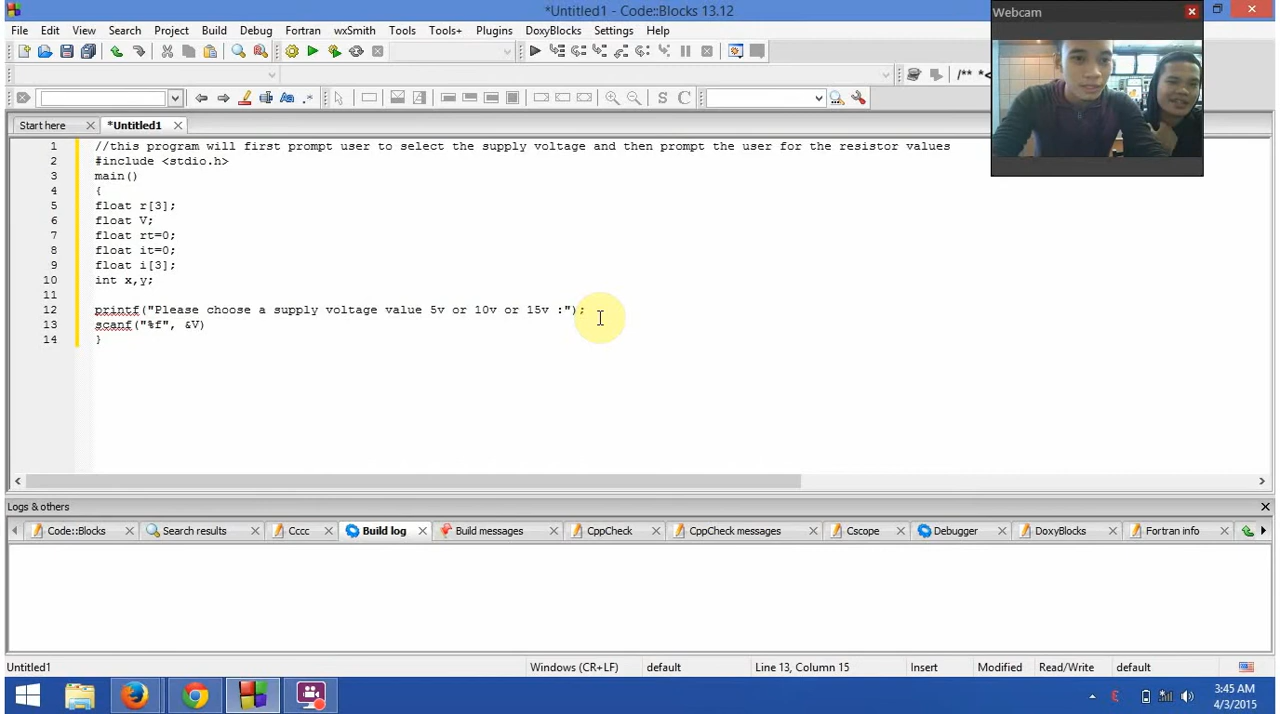 *Untitled1 - Code::Blocks 13.12
Webcam
File Edit View Search Project Build Debug Fortran wxSmith Tools Tools+ Plugins DoxyBlocks Settings Help
/** *<
S C
Start here *Untitled1
1 //this program will first prompt user to select the supply voltage and then prompt the user for the resistor values
2 #include <stdio.h>
3 main()
4 {
5 float r[3];
6 float V;
7 float rt=0;
8 float it=0;
9 float i[3];
10 int x,y;
11
12 printf("Please choose a supply voltage value 5v or 10v or 15v :");
13 scanf("%f", &V)
14 }
Logs & others
Code::Blocks Search results Cccc Build log Build messages CppCheck CppCheck messages Cscope Debugger DoxyBlocks Fortran info
Untitled1 Windows (CR+LF) default Line 13, Column 15 Insert Modified Read/Write default
3:45 AM
4/3/2015